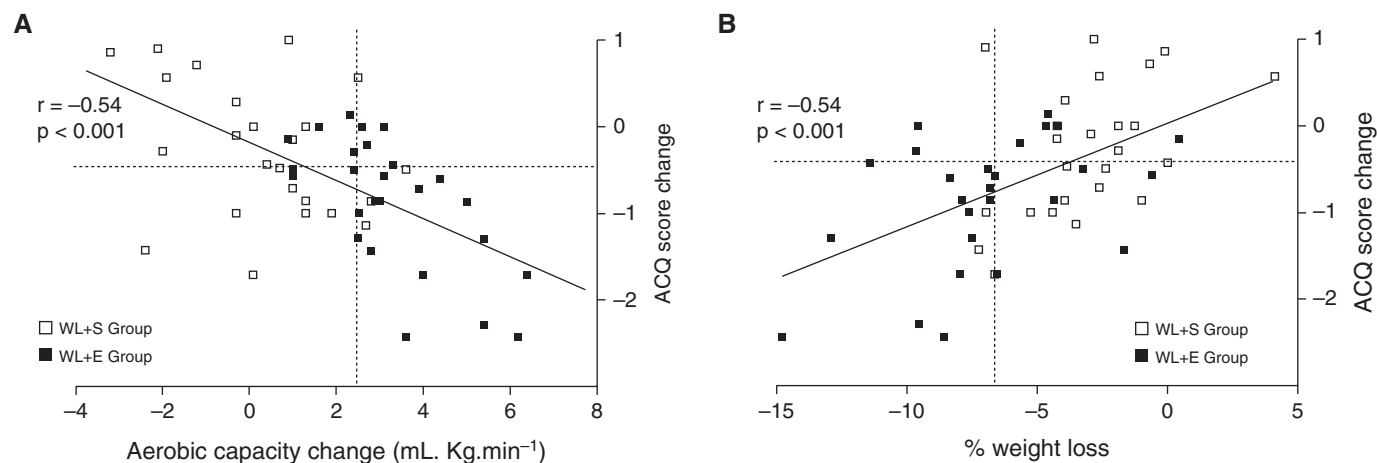 A
r = –0.54
p < 0.001
1
0
–1
–2
ACQ score change
WL+S Group
WL+E Group
–4
–2
0
2
4
6
8
Aerobic capacity change (mL. Kg.min–1)
B
r = –0.54
p < 0.001
1
0
–1
–2
ACQ score change
WL+S Group
WL+E Group
–15
–10
–5
0
5
% weight loss